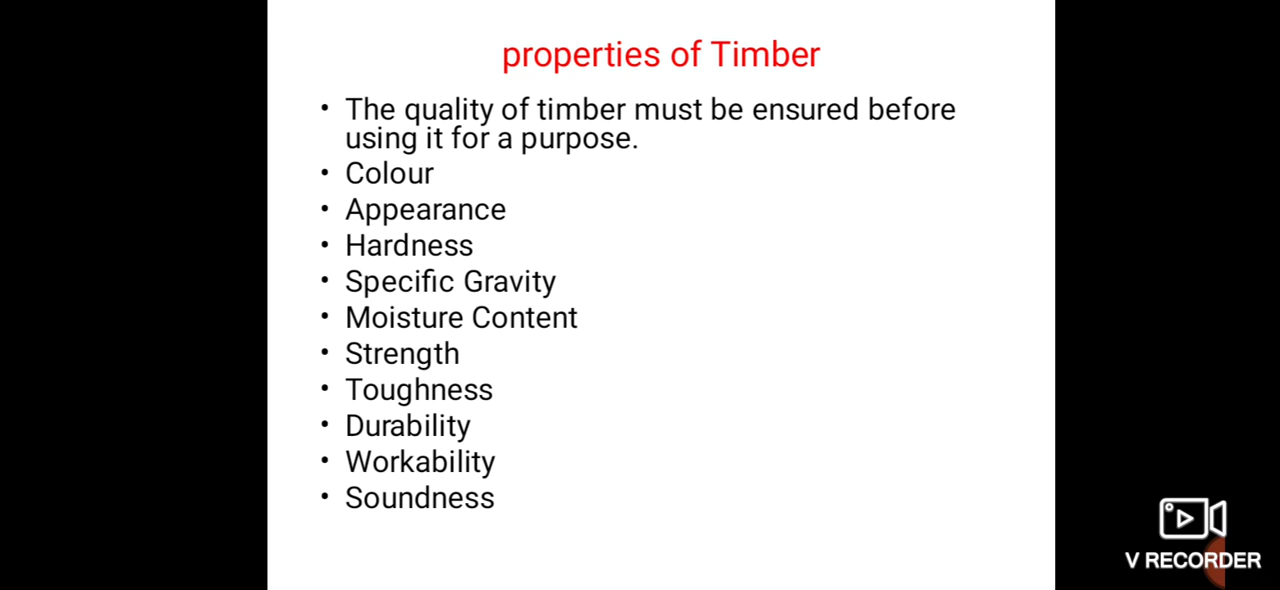 properties of Timber
• The quality of timber must be ensured before
using it for a purpose.
• Colour
• Appearance
• Hardness
• Specific Gravity
• Moisture Content
• Strength
• Toughness
• Durability
• Workability
• Soundness
V RECORDER